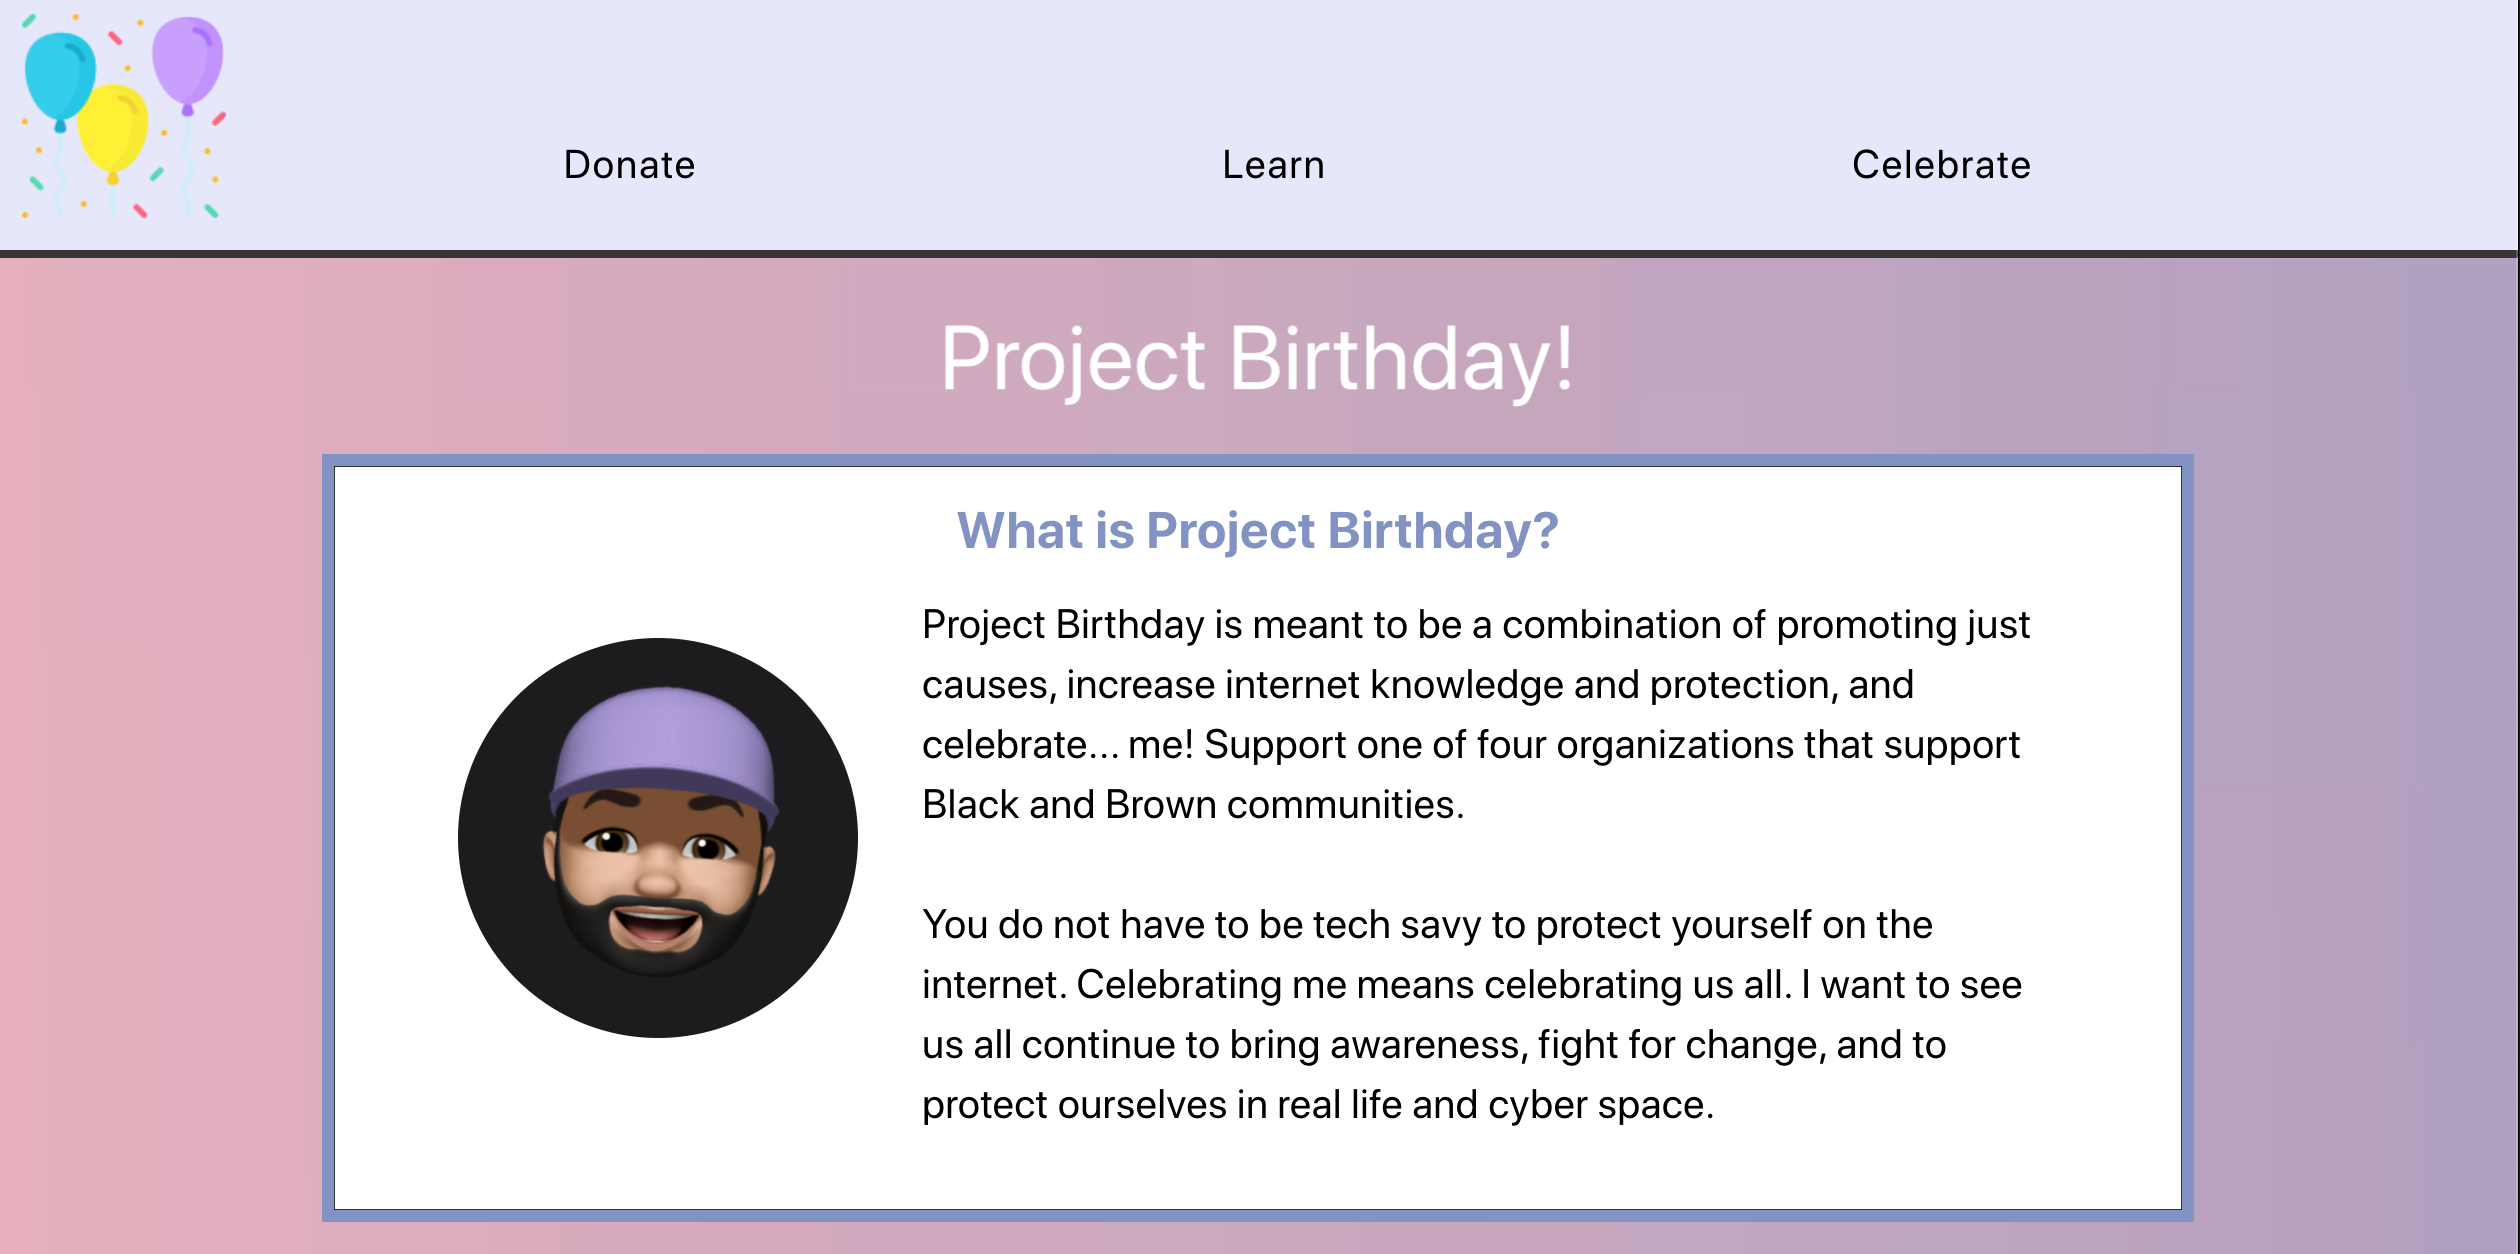 Donate
Learn
Celebrate
Project Birthday!
What is Project Birthday?
Project Birthday is meant to be a combination of promoting just
causes, increase internet knowledge and protection, and
celebrate... me! Support one of four organizations that support
Black and Brown communities.
You do not have to be tech savy to protect yourself on the
internet. Celebrating me means celebrating us all. I want to see
us all continue to bring awareness, fight for change, and to
protect ourselves in real life and cyber space.